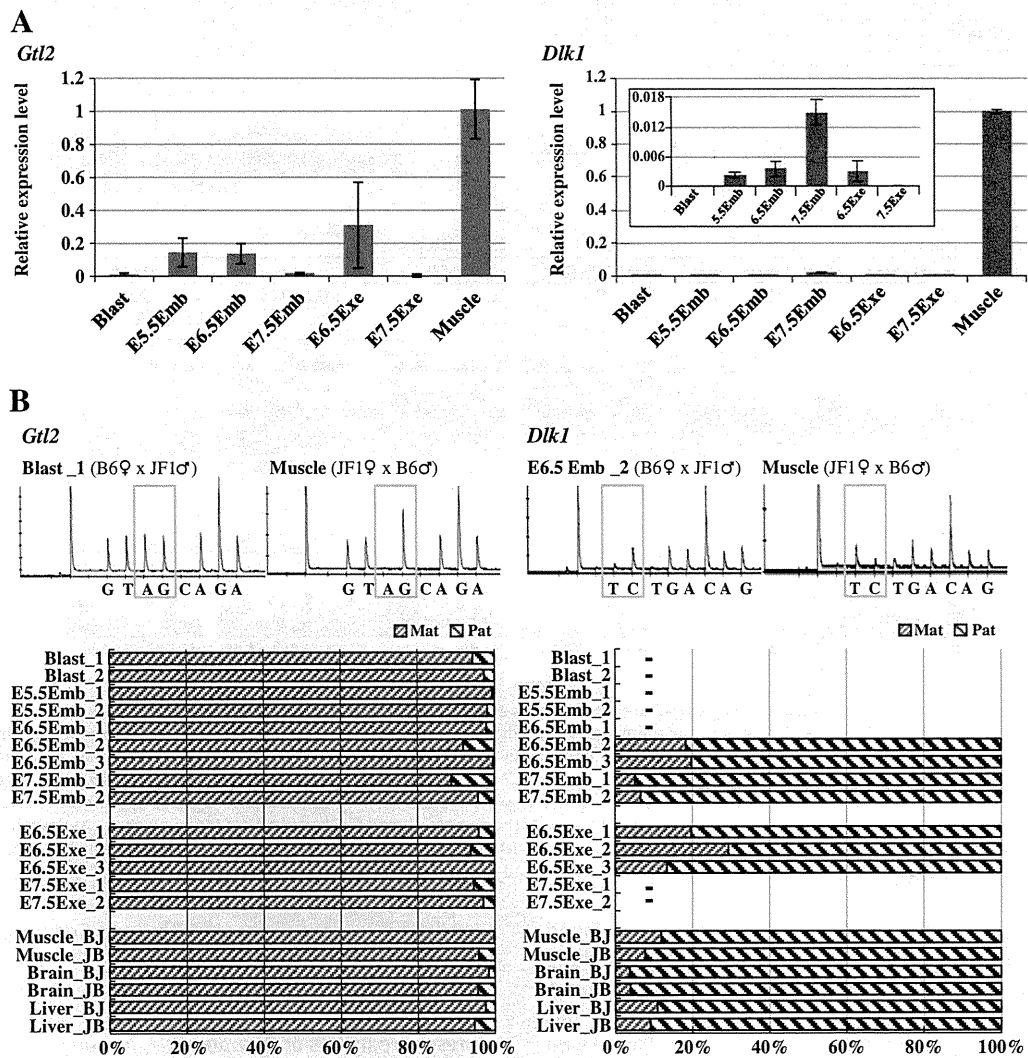 A
Gtl2
Relative expression level
1.2
1
0.8
0.6
0.4
0.2
0
Blast
E5.5Emb
E6.5Emb
E7.5Emb
E6.5Exe
E7.5Exe
Muscle
Dlk1
Relative expression level
1.2
1
0.8
0.6
0.4
0.2
0
0.018
0.012
0.006
0
Blast
5.5Emb
6.5Emb
7.5Emb
6.5Exe
7.5Exe
Blast
E5.5Emb
E6.5Emb
E7.5Emb
E6.5Exe
E7.5Exe
Muscle
B
Gtl2
Blast _1 (B6♀ x JF1♂)
Muscle (JF1♀ x B6♂)
G T A G C A G A
G T A G C A G A
Dlk1
E6.5 Emb _2 (B6♀ x JF1♂)
Muscle (JF1♀ x B6♂)
T C T G A C A G
T C T G A C A G
Mat Pat
Blast_1
Blast_2
E5.5Emb_1
E5.5Emb_2
E6.5Emb_1
E6.5Emb_2
E6.5Emb_3
E7.5Emb_1
E7.5Emb_2
E6.5Exe_1
E6.5Exe_2
E6.5Exe_3
E7.5Exe_1
E7.5Exe_2
Muscle_BJ
Muscle_JB
Brain_BJ
Brain_JB
Liver_BJ
Liver_JB
0% 20% 40% 60% 80% 100%
Mat Pat
Blast_1
Blast_2
E5.5Emb_1
E5.5Emb_2
E6.5Emb_1
E6.5Emb_2
E6.5Emb_3
E7.5Emb_1
E7.5Emb_2
E6.5Exe_1
E6.5Exe_2
E6.5Exe_3
E7.5Exe_1
E7.5Exe_2
Muscle_BJ
Muscle_JB
Brain_BJ
Brain_JB
Liver_BJ
Liver_JB
0% 20% 40% 60% 80% 100%